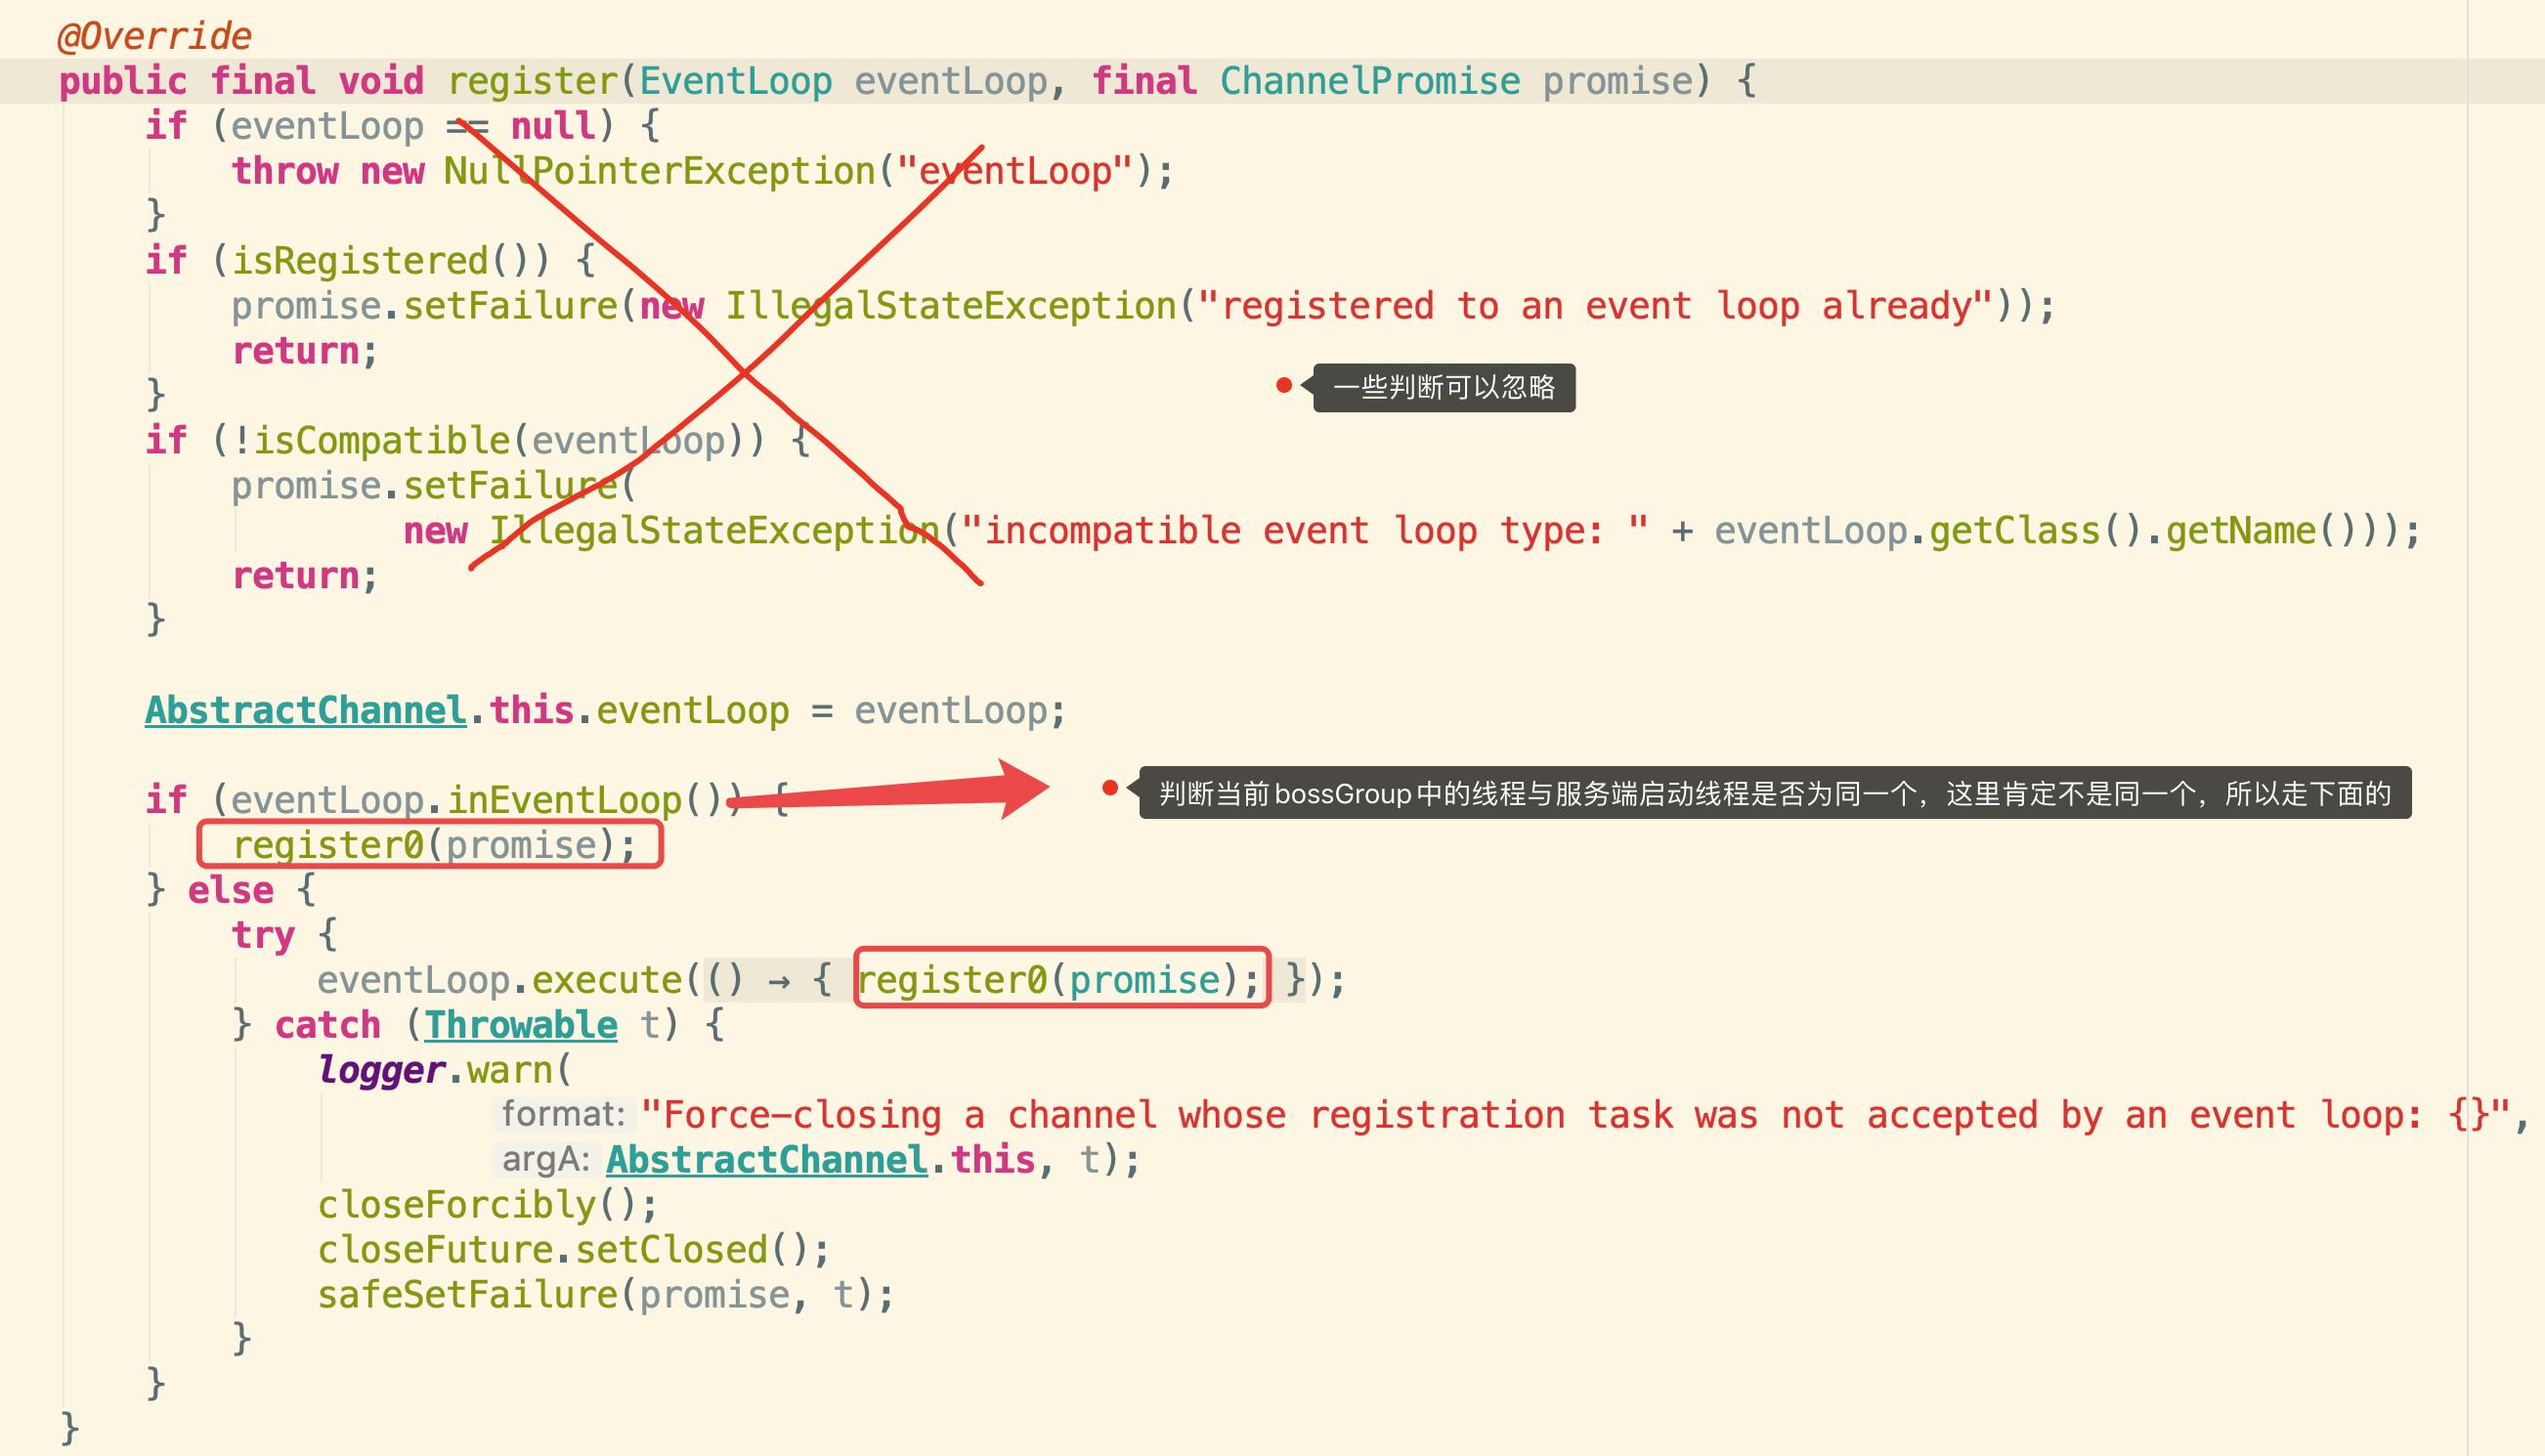 @Override
public final void register(EventLoop eventLoop, final ChannelPromise promise) {
if (eventLoop == null) {
throw new NullPointerException("eventLoop");
}
if (isRegistered()) {
promise.setFailure(new IllegalStateException("registered to an event loop already"));
return;
}
一些判断可以忽略
if (!isCompatible(eventLoop)) {
promise.setFailure(
new IllegalStateException("incompatible event loop type: " + eventLoop.getClass().getName()));
return;
}
AbstractChannel.this.eventLoop = eventLoop;
if (eventLoop.inEventLoop()) {
判断当前bossGroup中的线程与服务端启动线程是否为同一个，这里肯定不是同一个，所以走下面的
register0(promise);
} else {
try {
eventLoop.execute(() → { register0(promise); });
} catch (Throwable t) {
logger.warn(
format: "Force-closing a channel whose registration task was not accepted by an event loop: {}",
argA: AbstractChannel.this, t);
closeForcibly();
closeFuture.setClosed();
safeSetFailure(promise, t);
}
}
}